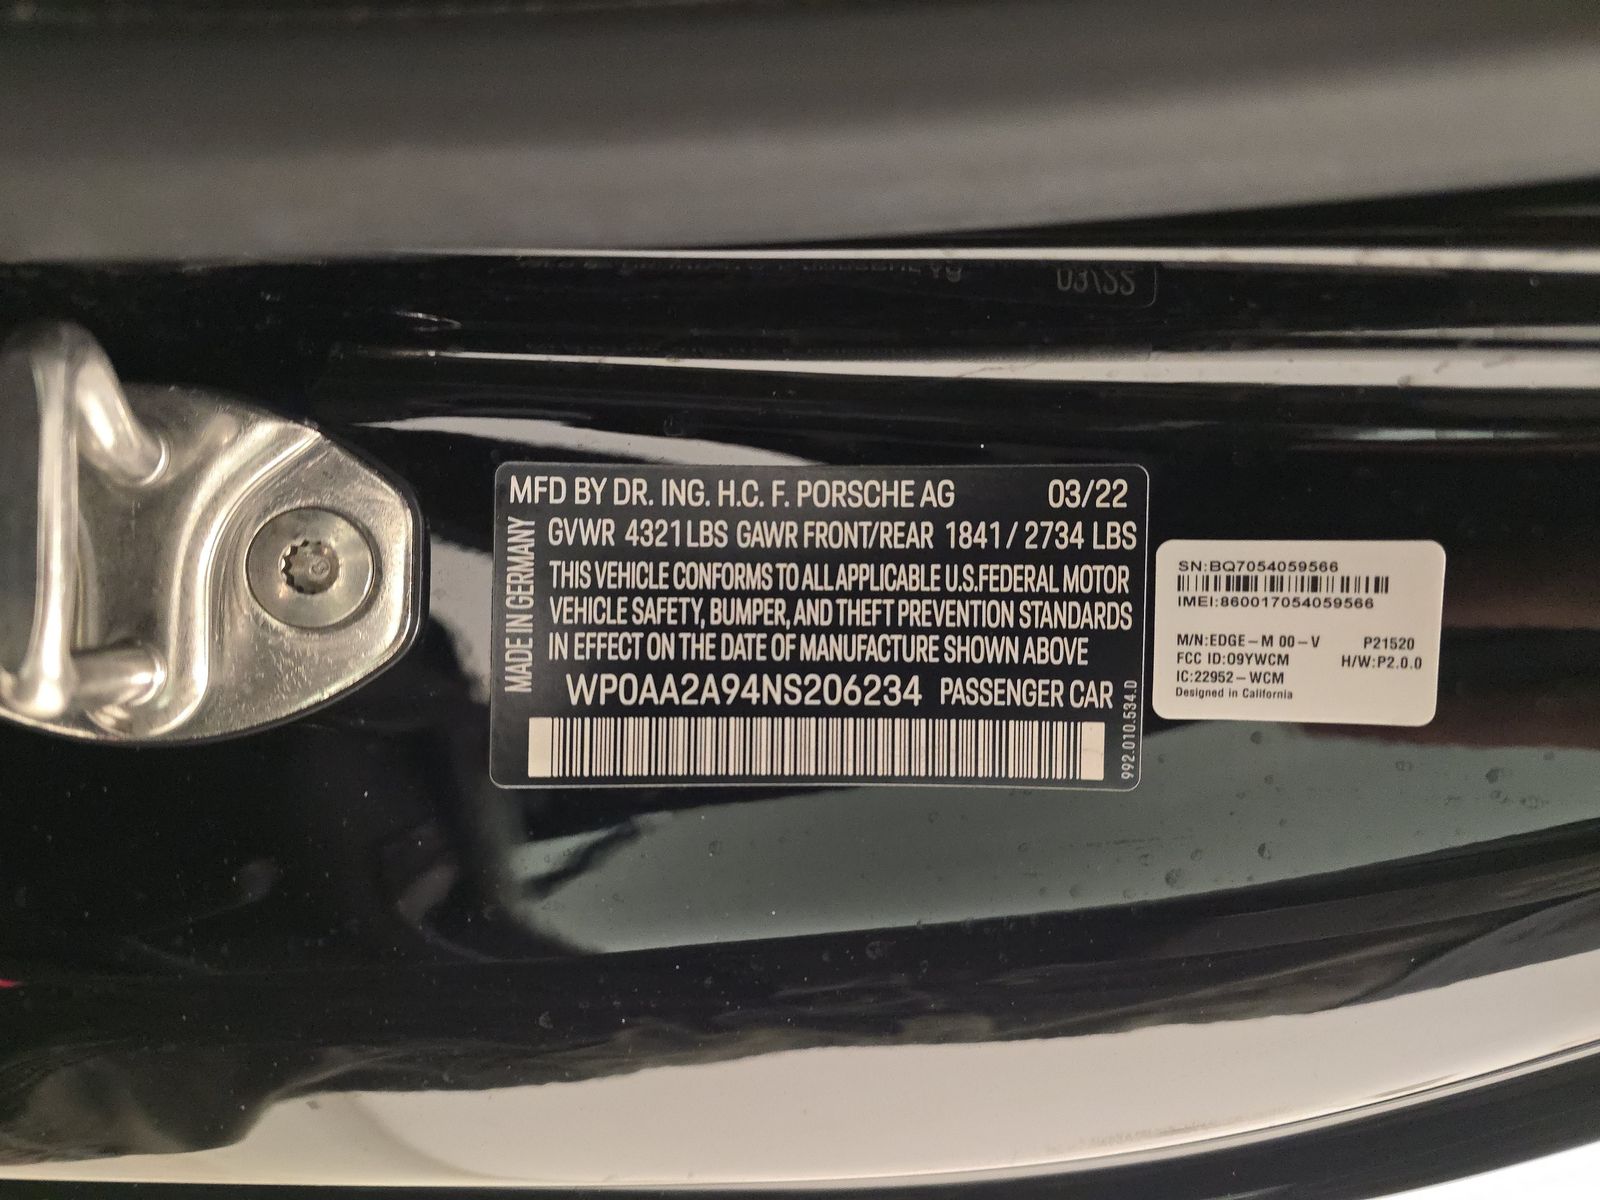 03/22
MFD BY DR. ING. H.C. F. PORSCHE AG 03/22
GVWR 4321 LBS GAWR FRONT/REAR 1841 / 2734 LBS
THIS VEHICLE CONFORMS TO ALL APPLICABLE U.S. FEDERAL MOTOR
VEHICLE SAFETY, BUMPER, AND THEFT PREVENTION STANDARDS
IN EFFECT ON THE DATE OF MANUFACTURE SHOWN ABOVE
WP0AA2A94NS206234 PASSENGER CAR
MADE IN GERMANY
992.010.534.0
SN:BQ7054059566
IMEI:860017054059566
M/N:EDGE-M 00-V P21520
FCC ID:09YWCM H/W:P2.0.0
IC:22952-WCM
Designed in California